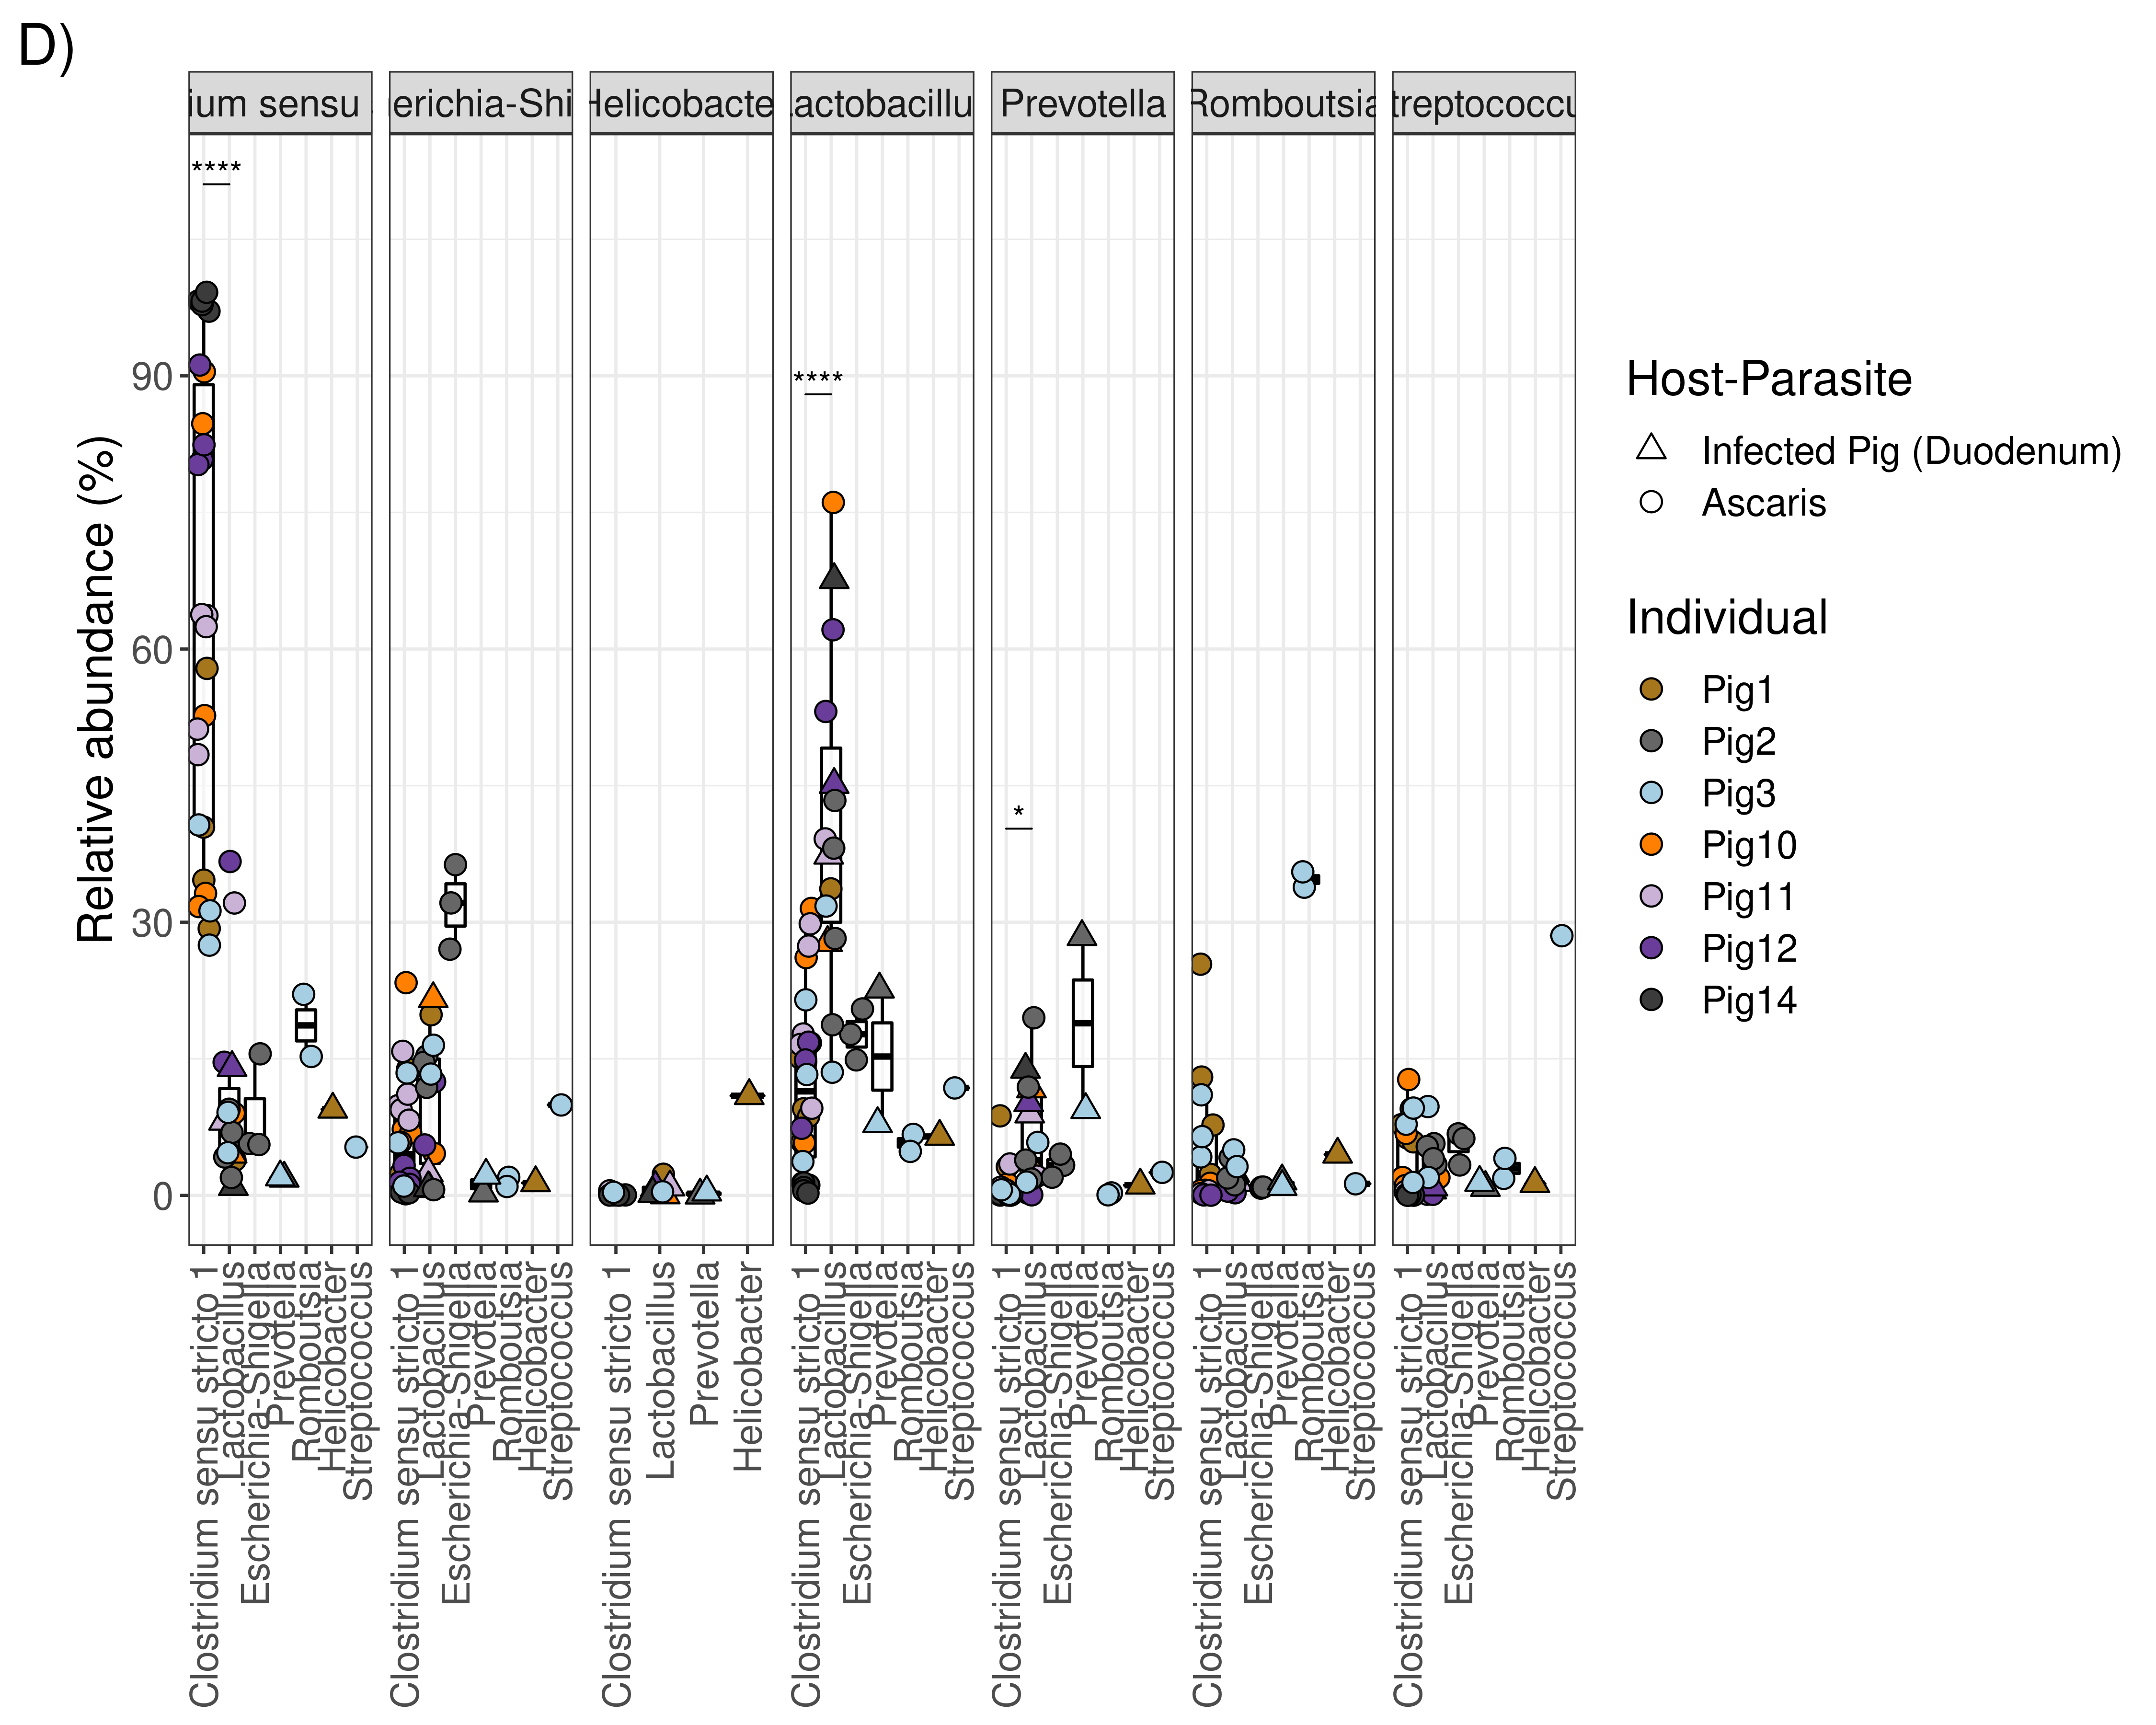 D)
ium sensu
erichia-Shi
Helicobacte
Lactobacillu
Prevotella
Romboutsia
treptococcu
****
****
*
Relative abundance (%)
90
60
30
0
Clostridium sensu stricto 1
Lactobacillus
Escherichia-Shigella
Prevotella
Romboutsia
Helicobacter
Streptococcus
Clostridium sensu stricto 1
Lactobacillus
Escherichia-Shigella
Prevotella
Romboutsia
Helicobacter
Streptococcus
Clostridium sensu stricto 1
Lactobacillus
Prevotella
Helicobacter
Clostridium sensu stricto 1
Lactobacillus
Escherichia-Shigella
Prevotella
Romboutsia
Helicobacter
Streptococcus
Clostridium sensu stricto 1
Lactobacillus
Escherichia-Shigella
Prevotella
Romboutsia
Helicobacter
Streptococcus
Clostridium sensu stricto 1
Lactobacillus
Escherichia-Shigella
Prevotella
Romboutsia
Helicobacter
Streptococcus
Clostridium sensu stricto 1
Lactobacillus
Escherichia-Shigella
Prevotella
Romboutsia
Helicobacter
Streptococcus
Host-Parasite
Infected Pig (Duodenum)
Ascaris
Individual
Pig1
Pig2
Pig3
Pig10
Pig11
Pig12
Pig14